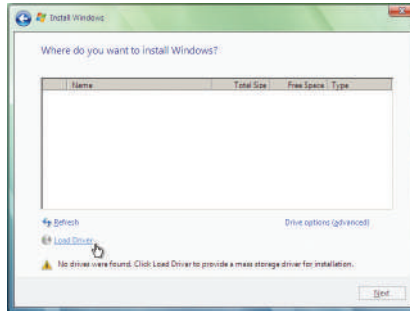 Install Windows
Where do you want to install Windows?
Name Total Size Free Space Type
Refresh Drive options (advanced)
Load Driver
No drives were found. Click Load Driver to provide a mass storage driver for installation.
Next